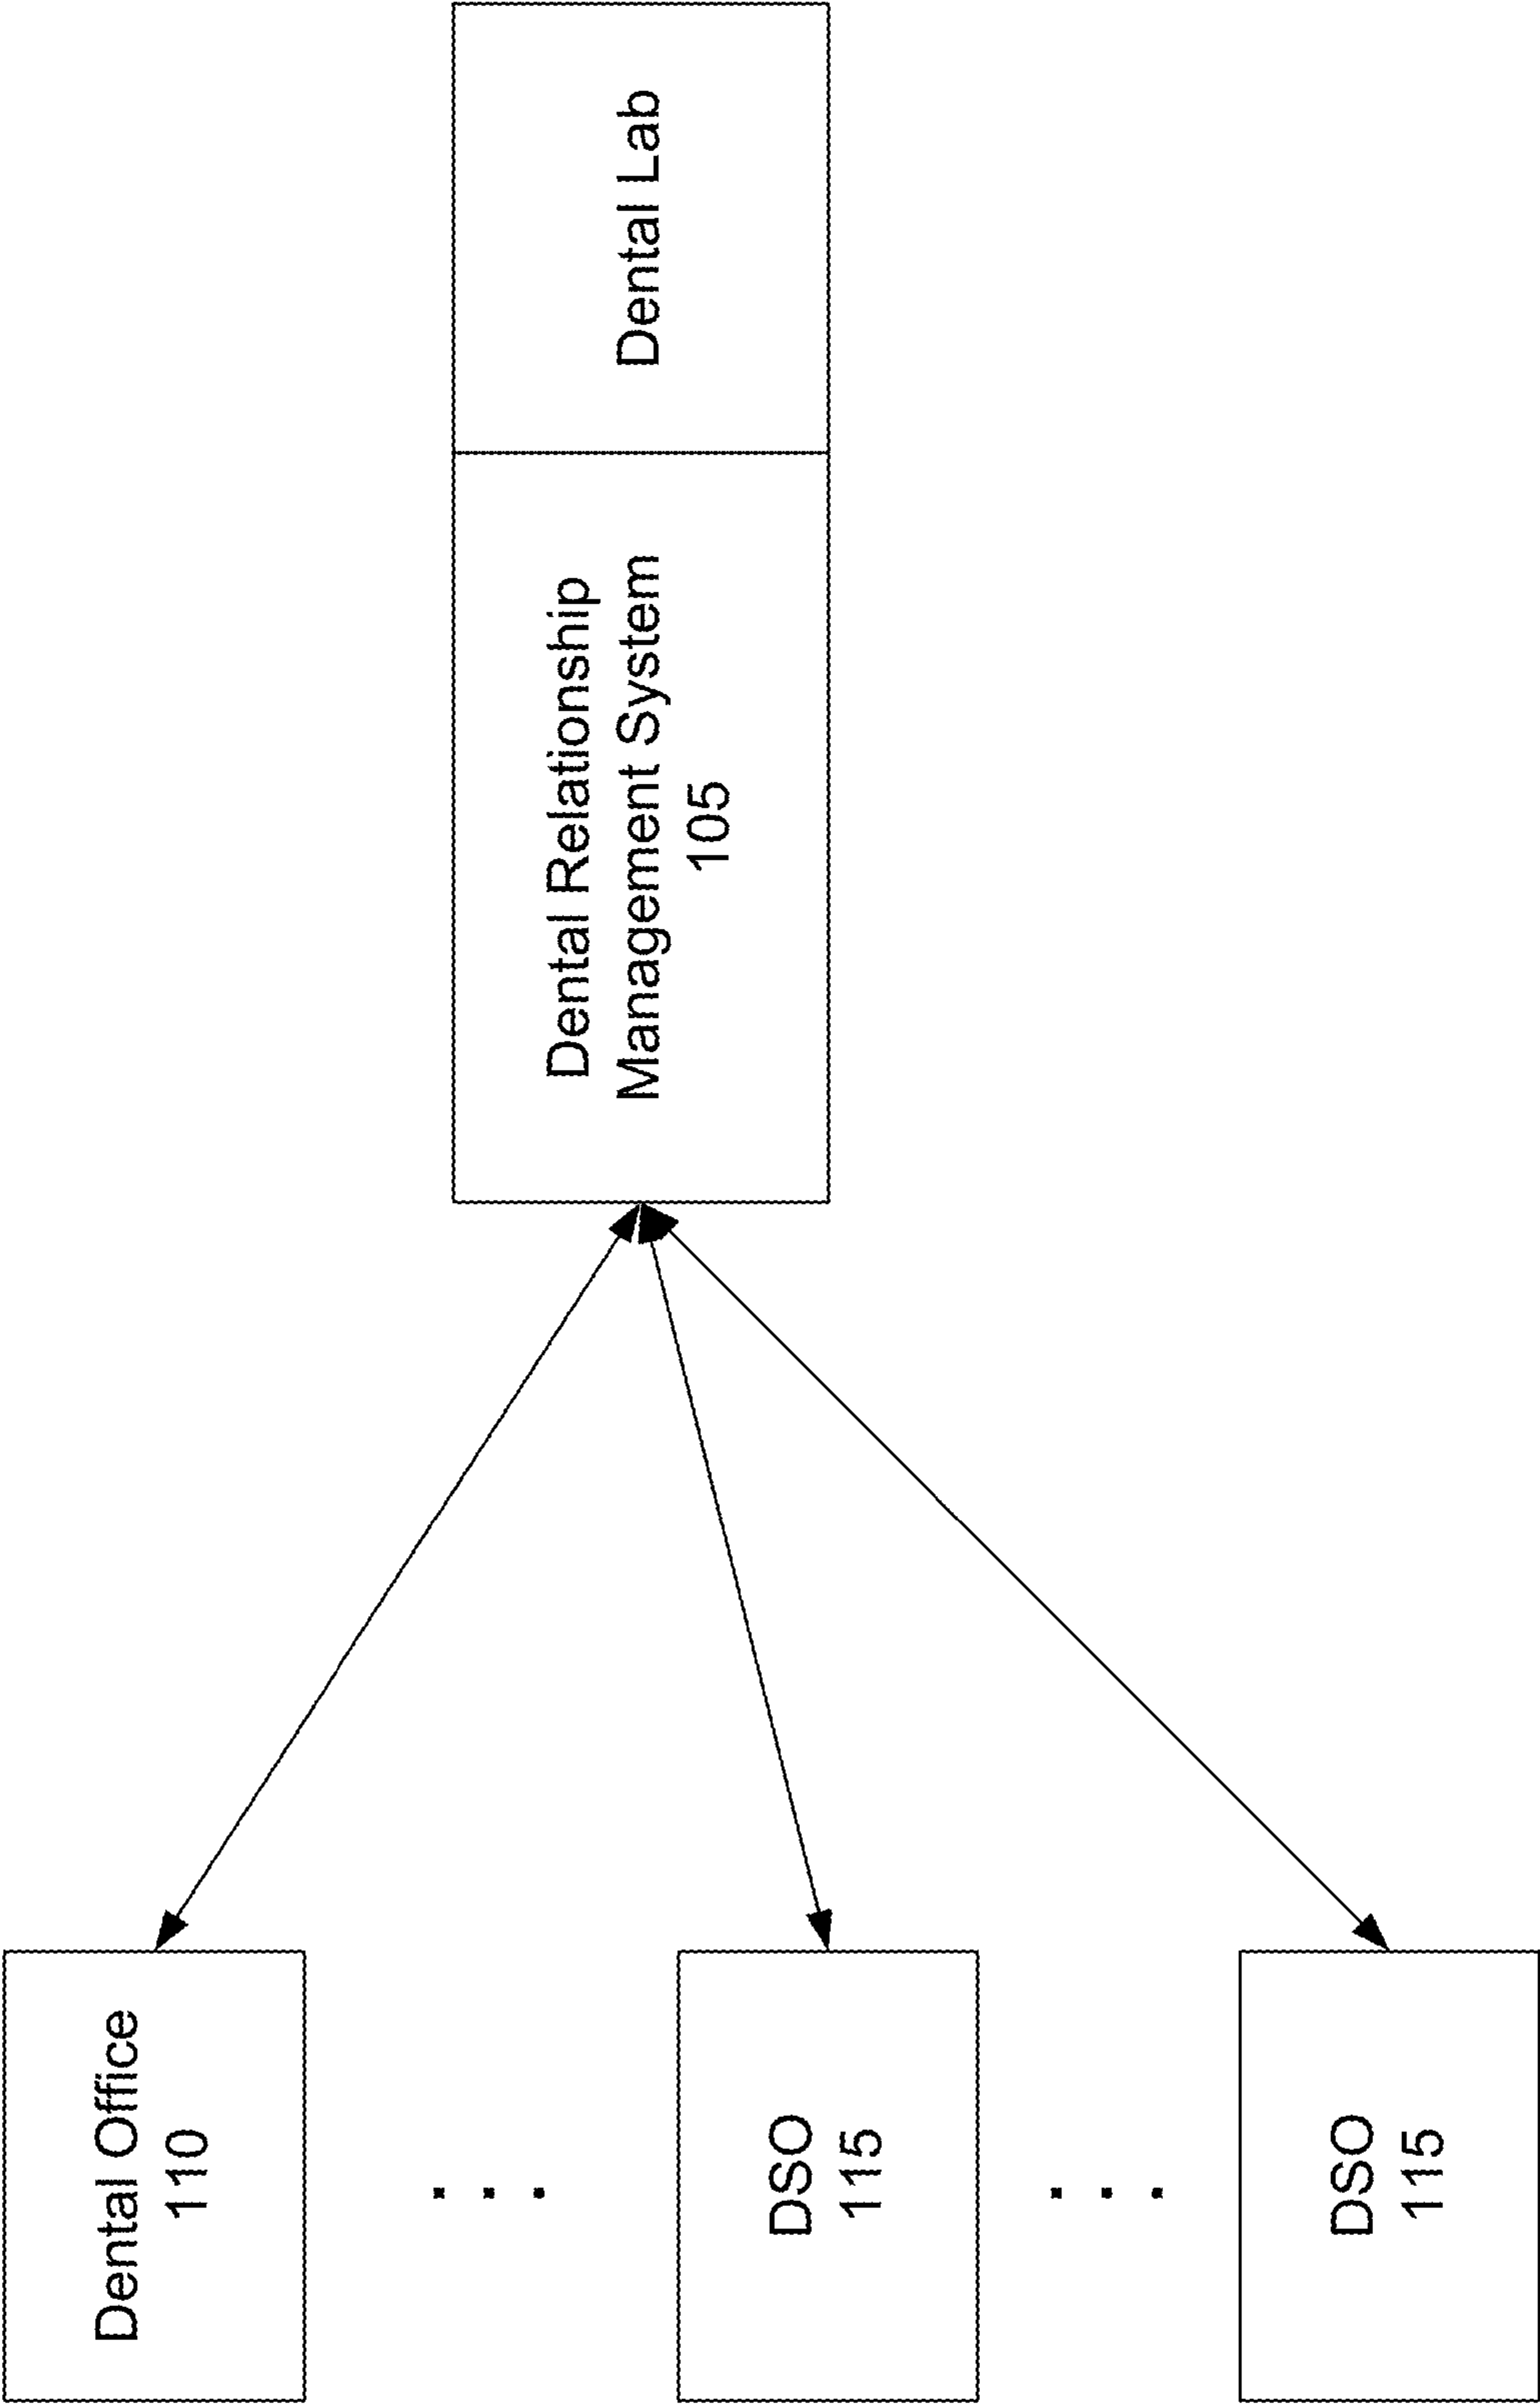 Dental Office
110
DSO
115
DSO
115
Dental Relationship
Management System
105
Dental Lab